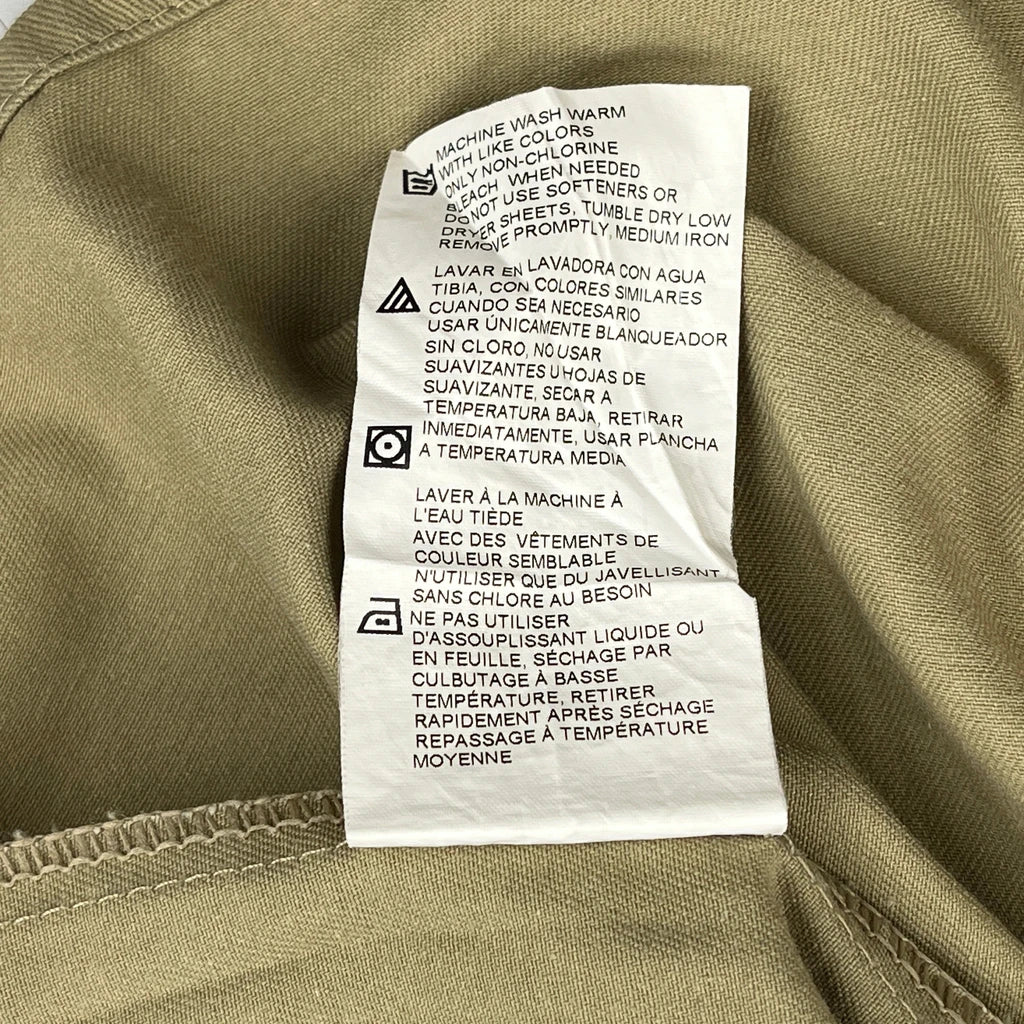 MACHINE WASH WARM
WITH LIKE COLORS
ONLY NON-CHLORINE
BLEACH WHEN NEEDED
DO NOT USE SOFTENERS OR
DRYER SHEETS, TUMBLE DRY LOW
REMOVE PROMPTLY, MEDIUM IRON
LAVAR EN LAVADORA CON AGUA
TIBIA, CON COLORES SIMILARES
CUANDO SEA NECESARIO
USAR ÚNICAMENTE BLANQUEADOR
SIN CLORO, NO USAR
SUAVIZANTES U HOJAS DE
SUAVIZANTE, SECAR A
TEMPERATURA BAJA, RETIRAR
INMEDIATAMENTE, USAR PLANCHA
A TEMPERATURA MEDIA
LAVER À LA MACHINE À
L'EAU TIÈDE
AVEC DES VÊTEMENTS DE
COULEUR SEMBLABLE
N'UTILISER QUE DU JAVELLISANT
SANS CHLORE AU BESOIN
NE PAS UTILISER
D'ASSOUPLISSANT LIQUIDE OU
EN FEUILLE, SÉCHAGE PAR
CULBUTAGE À BASSE
TEMPÉRATURE, RETIRER
RAPIDEMENT APRÈS SÉCHAGE
REPASSAGE À TEMPÉRATURE
MOYENNE